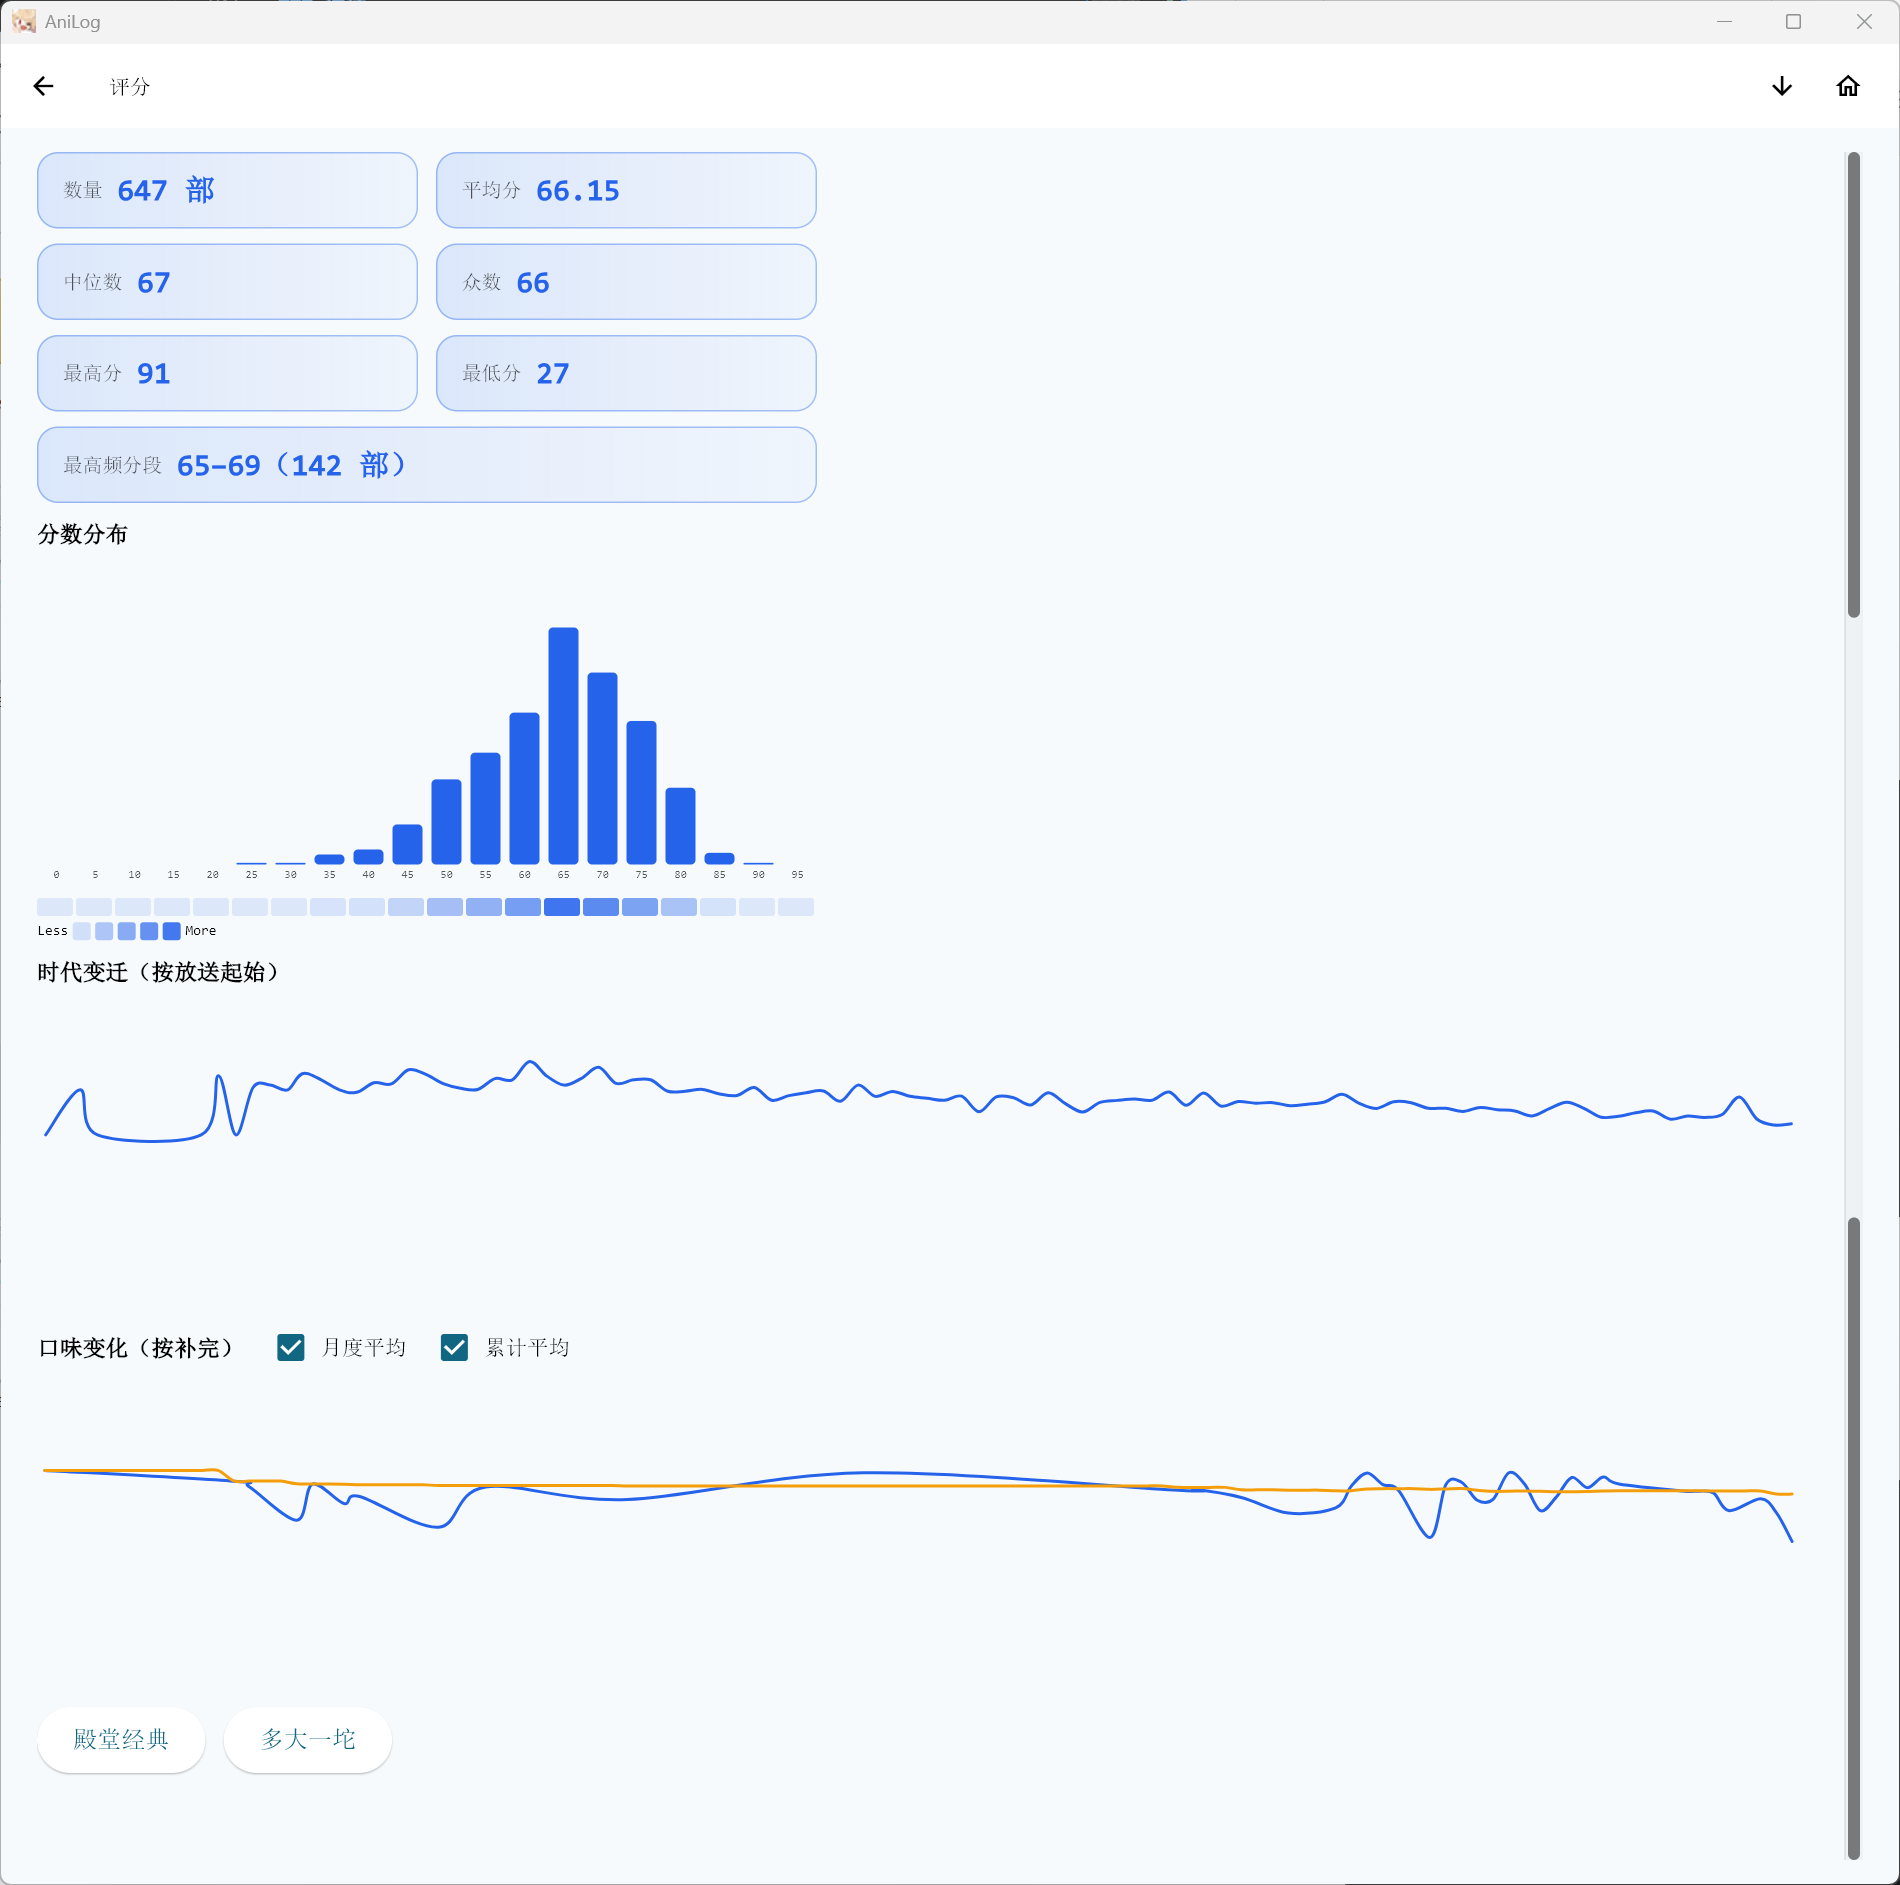 AniLog
评分
数量 647 部
平均分 66.15
中位数 67
众数 66
最高分 91
最低分 27
最高频分段 65–69（142 部）
分数分布
0 5 10 15 20 25 30 35 40 45 50 55 60 65 70 75 80 85 90 95
Less More
时代变迁（按放送起始）
口味变化（按补完） 月度平均 累计平均
殿堂经典 多大一坨